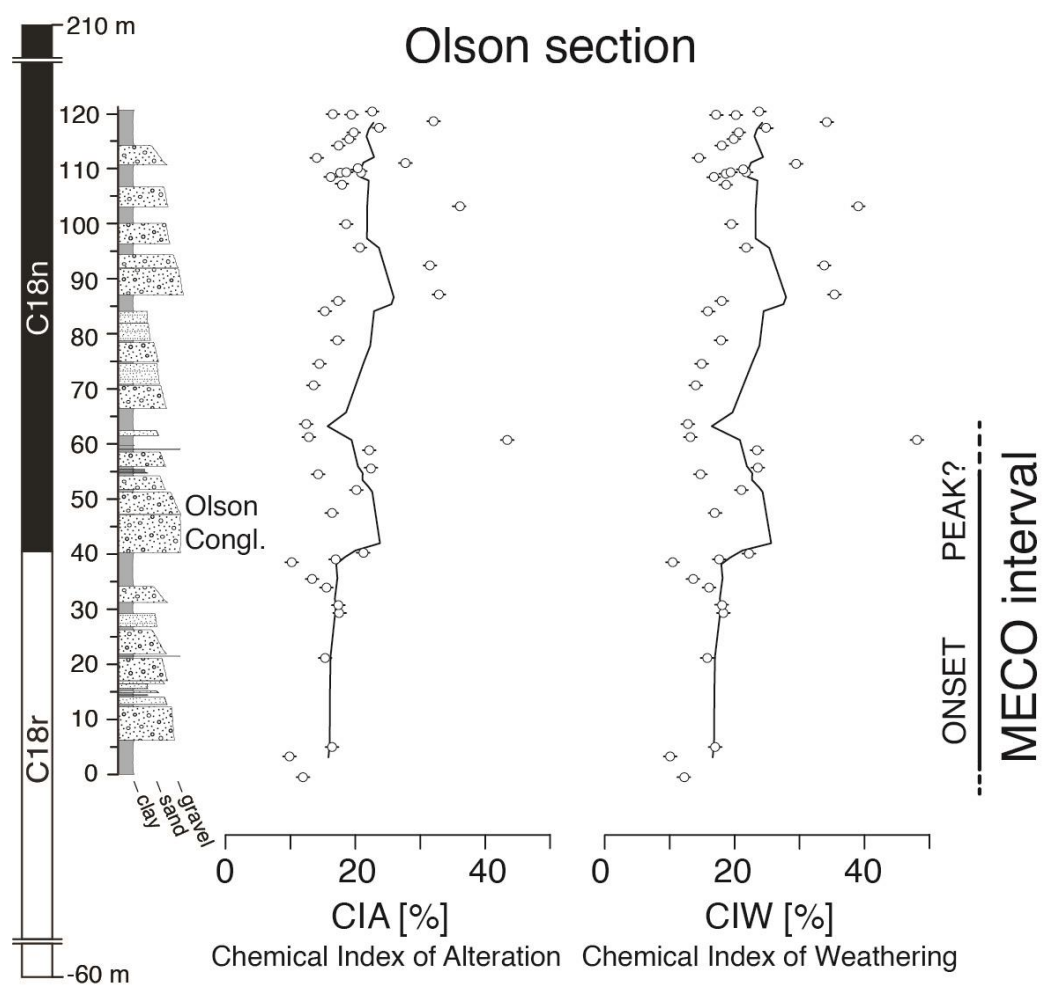 210 m
Olson section
120
110
100
90
80
70
60
50
40
30
20
10
0
C18n
C18r
Olson
Congl.
clay
sand
gravel
0
20
40
CIA [%]
Chemical Index of Alteration
0
20
40
CIW [%]
Chemical Index of Weathering
PEAK?
ONSET
MECO interval
-60 m